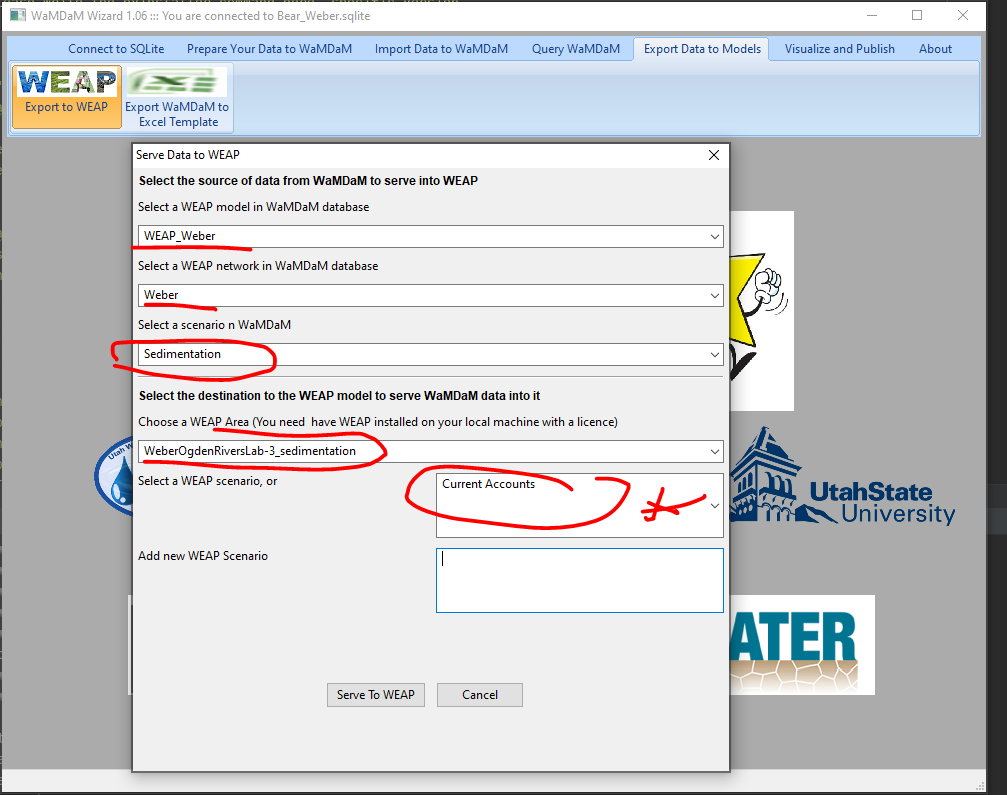 WaMDaM Wizard 1.06 ::: You are connected to Bear_Weber.sqlite
Connect to SQLite Prepare Your Data to WaMDaM Import Data to WaMDaM Query WaMDaM Export Data to Models Visualize and Publish About
WEAP
Export to WEAP
Export WaMDaM to
Excel Template
Serve Data to WEAP
Select the source of data from WaMDaM to serve into WEAP
Select a WEAP model in WaMDaM database
WEAP_Weber
Select a WEAP network in WaMDaM database
Weber
Select a scenario n WaMDaM
Sedimentation
Select the destination to the WEAP model to serve WaMDaM data into it
Choose a WEAP Area (You need  have WEAP installed on your local machine with a licence)
WeberOgdenRiversLab-3_sedimentation
Select a WEAP scenario, or
Current Accounts
Add new WEAP Scenario
Serve To WEAP
Cancel
Utah W
UtahState
University
ATER